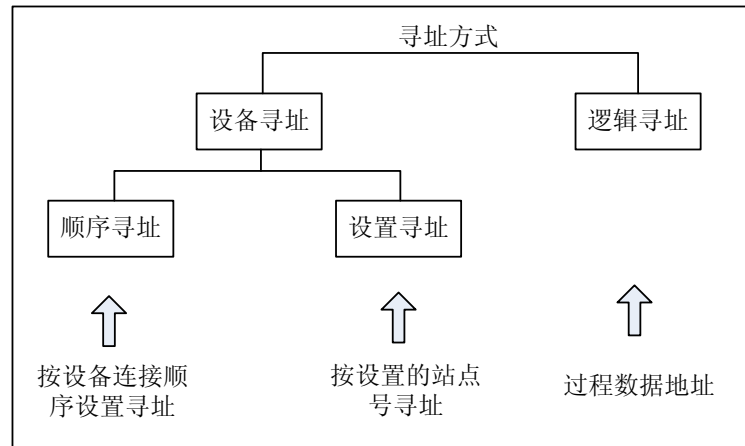 寻址方式
设备寻址
逻辑寻址
顺序寻址
设置寻址
按设备连接顺
序设置寻址
按设置的站点
号寻址
过程数据地址